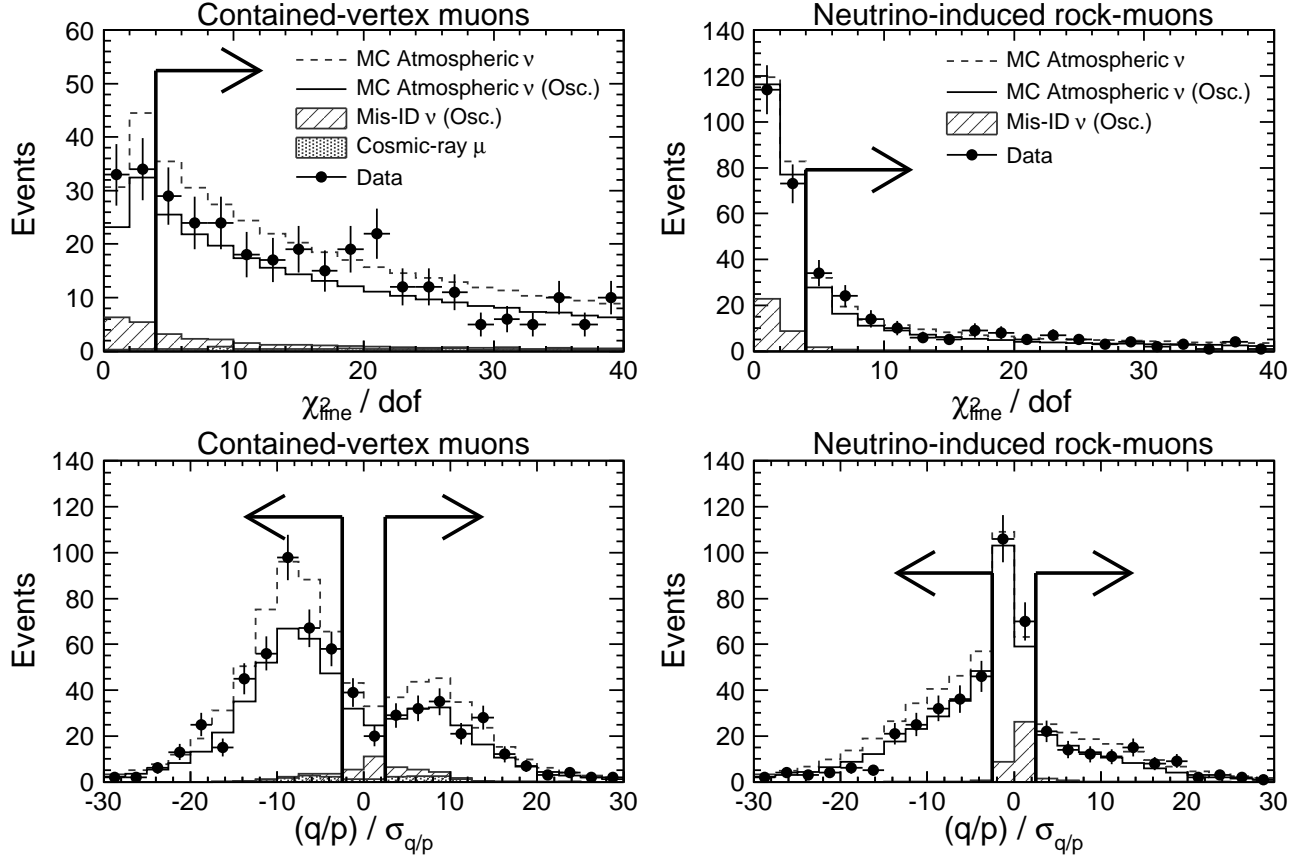 Contained-vertex muons
Events
60
50
40
30
20
10
0
MC Atmospheric ν
MC Atmospheric ν (Osc.)
Mis-ID ν (Osc.)
Cosmic-ray μ
Data
0 10 20 30 40
χ²line / dof
Neutrino-induced rock-muons
Events
140
120
100
80
60
40
20
0
MC Atmospheric ν
MC Atmospheric ν (Osc.)
Mis-ID ν (Osc.)
Data
0 10 20 30 40
χ²line / dof
Contained-vertex muons
Events
140
120
100
80
60
40
20
0
-30 -20 -10 0 10 20 30
(q/p) / σq/p
Neutrino-induced rock-muons
Events
140
120
100
80
60
40
20
0
-30 -20 -10 0 10 20 30
(q/p) / σq/p